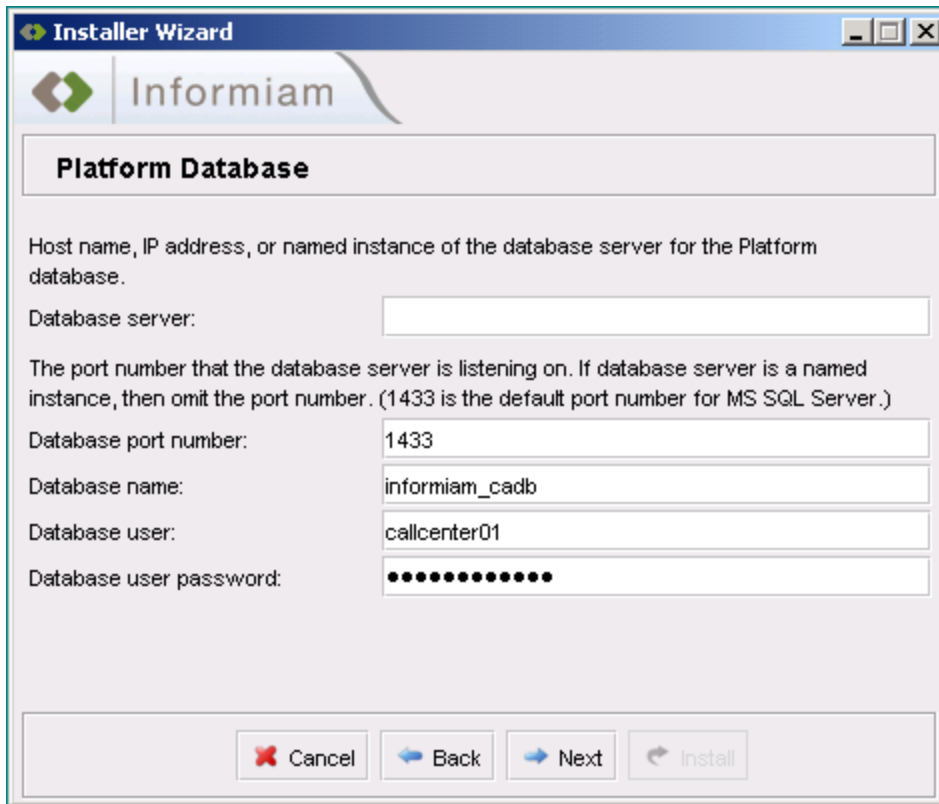 Installer Wizard
Informiam
Platform Database
Host name, IP address, or named instance of the database server for the Platform
database.
Database server:
The port number that the database server is listening on. If database server is a named
instance, then omit the port number. (1433 is the default port number for MS SQL Server.)
Database port number: 1433
Database name: informiam_cadb
Database user: callcenter01
Database user password: ●●●●●●●●●●●●
Cancel Back Next Install